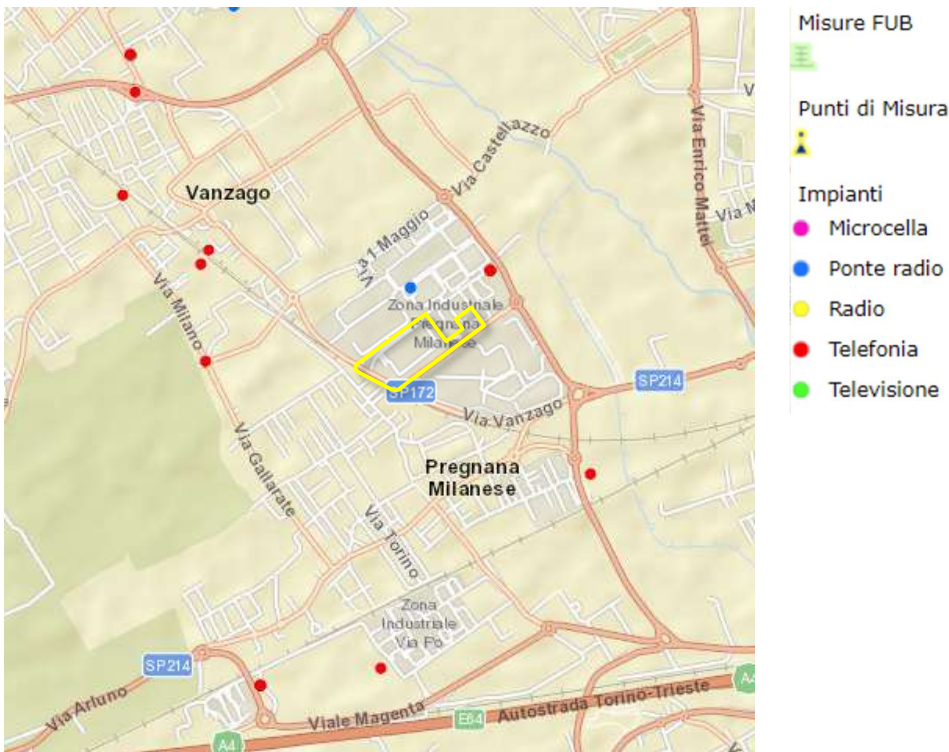 Misure FUB
Punti di Misura
Impianti
Microcella
Ponte radio
Radio
Telefonia
Televisione
Vanzago
Via Castellazzo
Via Enrico Mattei
Via M
V
Via 31 Maggio
Via Milano
Zona Industriale
Pregnana
Milanese
SP172
SP214
Via Vanzago
Pregnana
Milanese
Via Gallarate
Via Torino
Zona
Industriale
Via Po
SP214
Via Arluno
Viale Magenta
E64
Autostrada Torino-Trieste
A4
A4